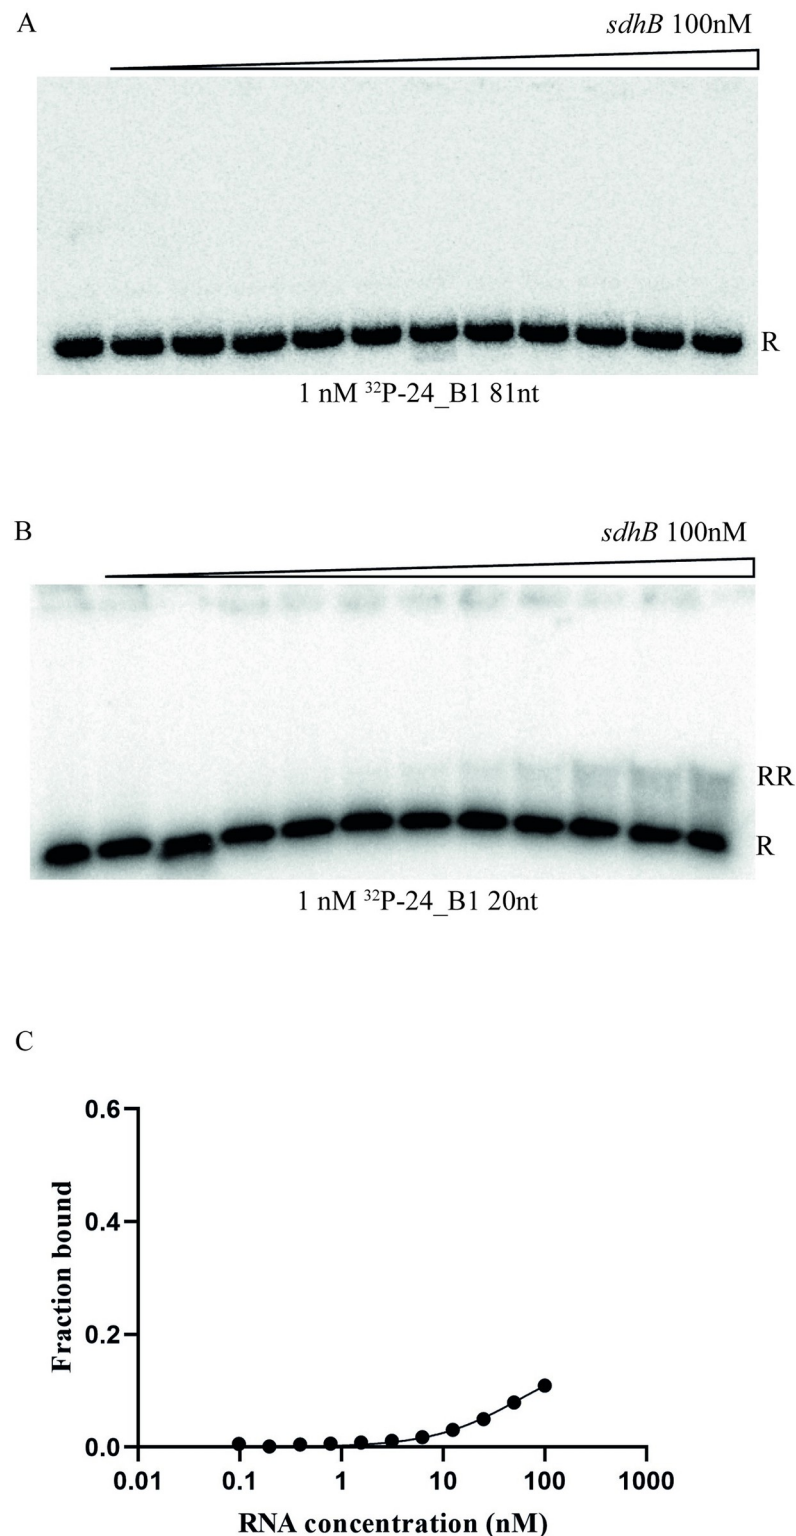 A
sdhB 100nM
R
1 nM ³²P-24_B1 81nt
B
sdhB 100nM
RR
R
1 nM ³²P-24_B1 20nt
C
0.6
0.4
0.2
0.0
Fraction bound
0.01 0.1 1 10 100 1000
RNA concentration (nM)